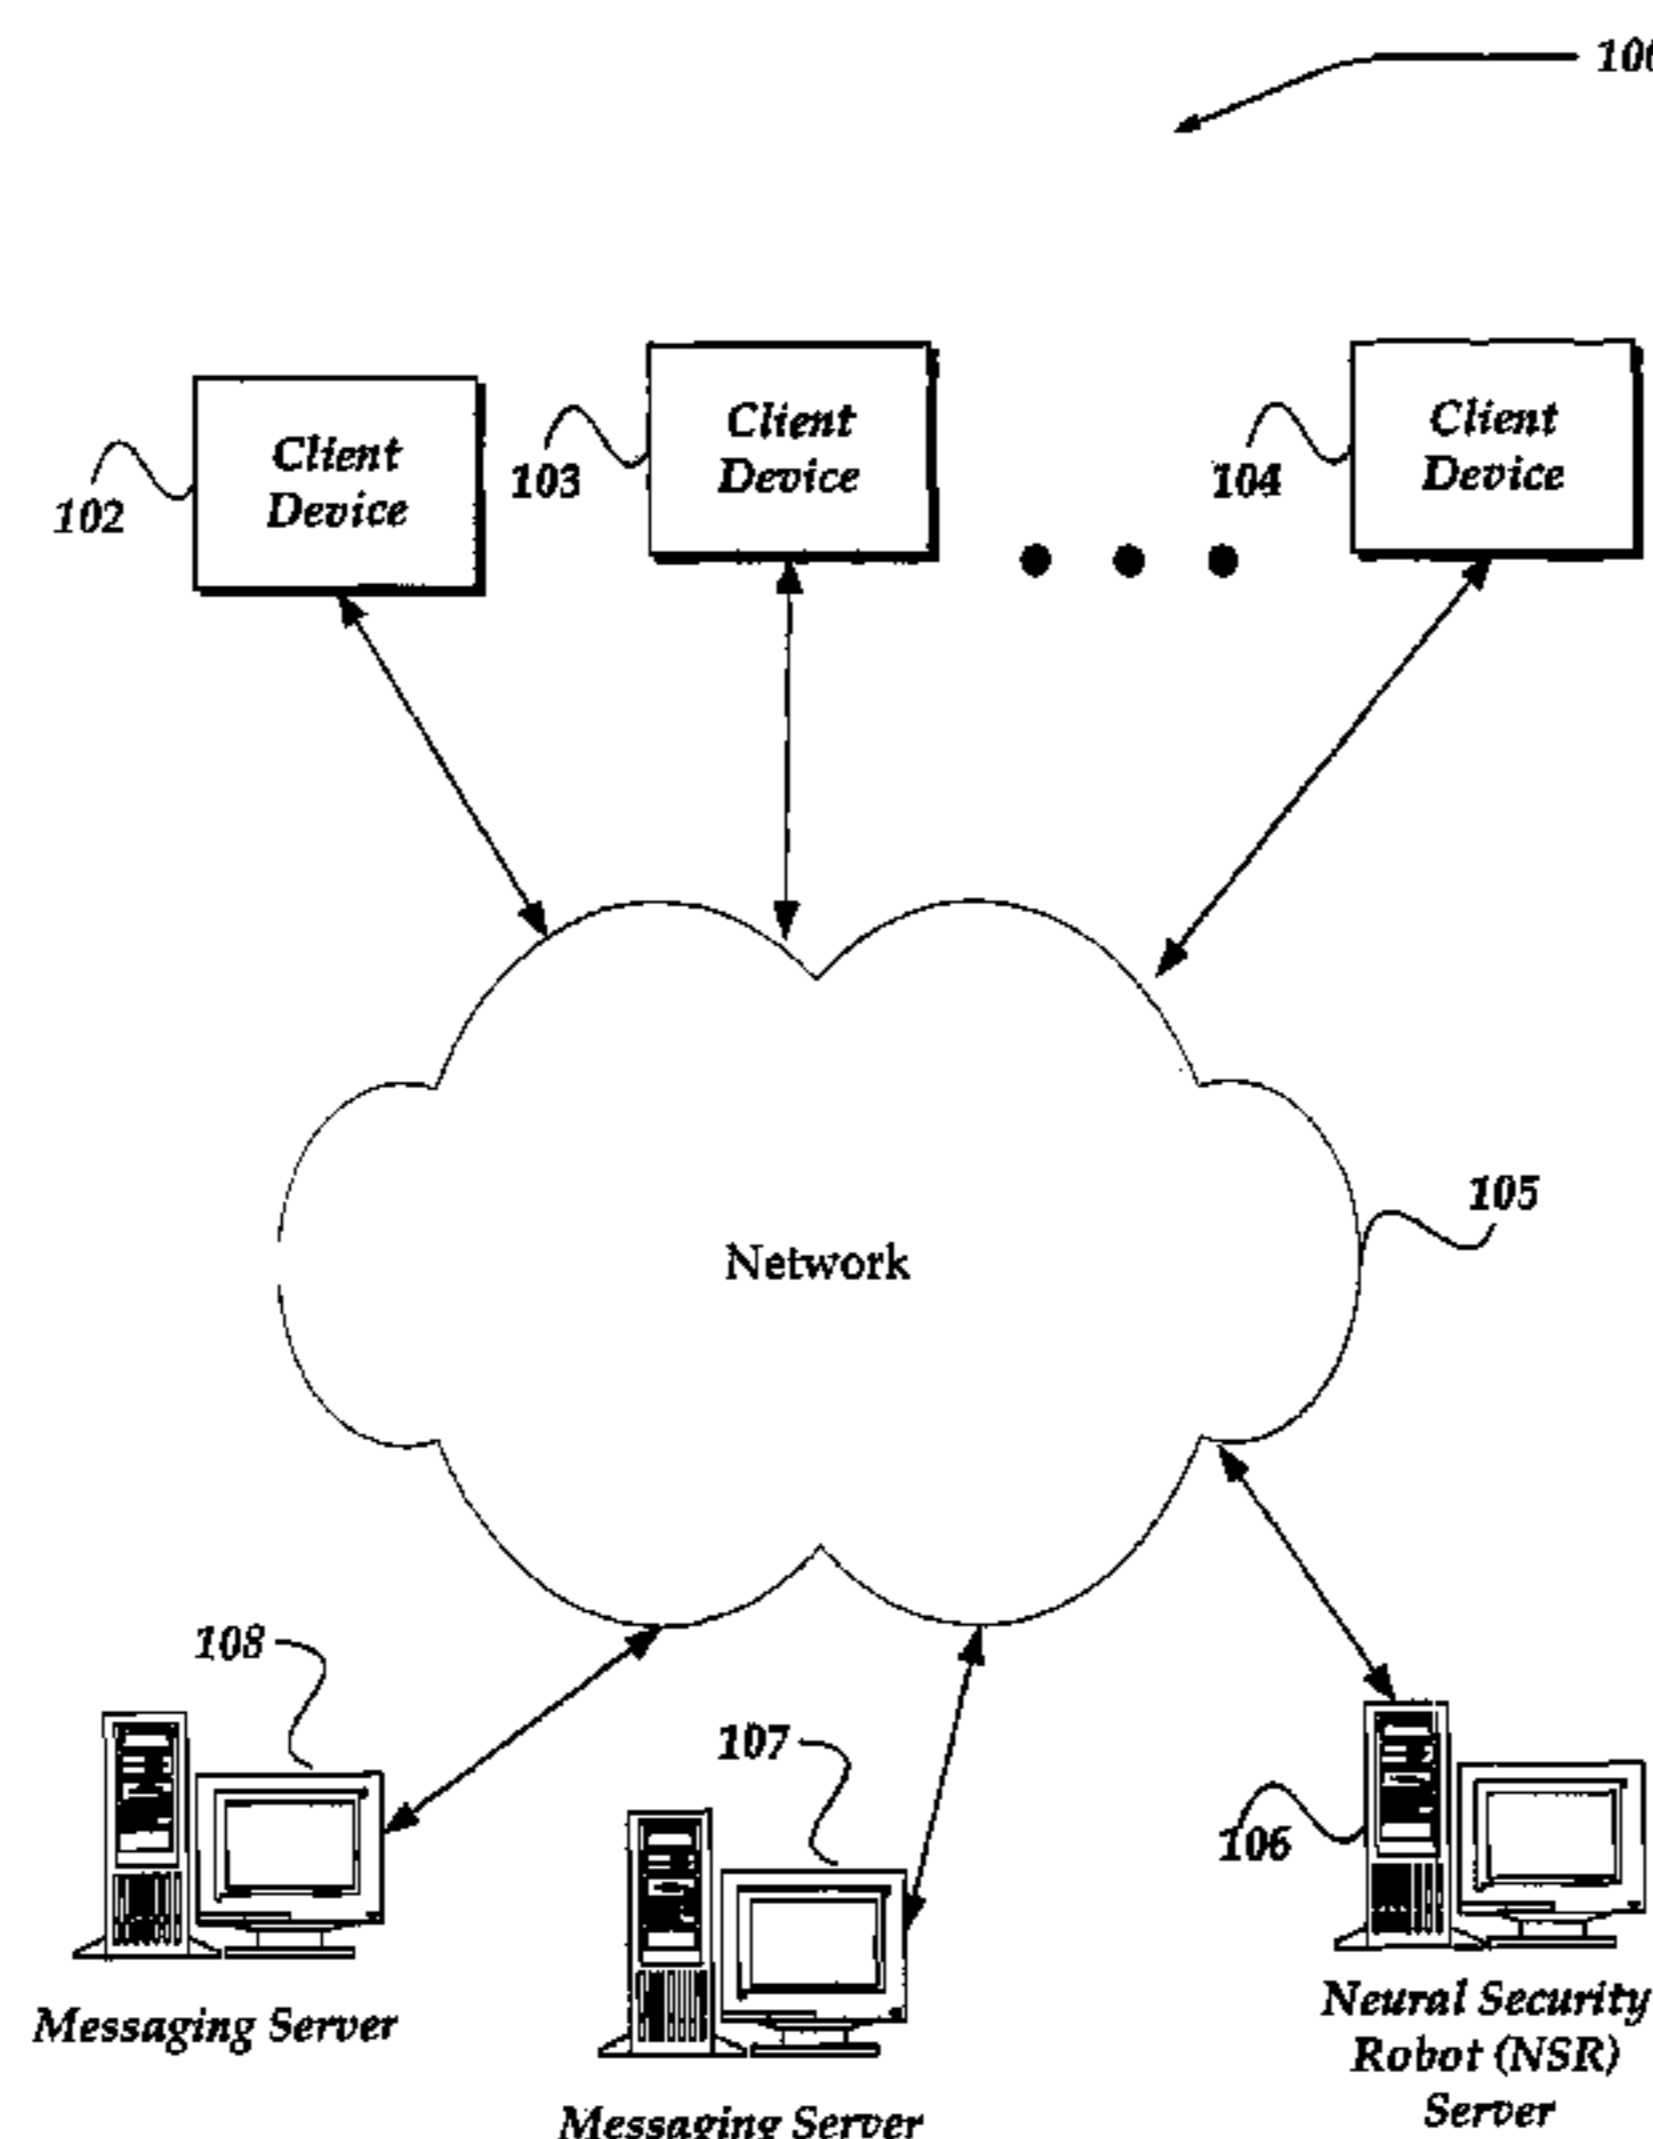 Client
Device
102
Client
Device
103
Client
Device
104
Network
105
108
107
106
Messaging Server
Messaging Server
Neural Security
Robot (NSR)
Server